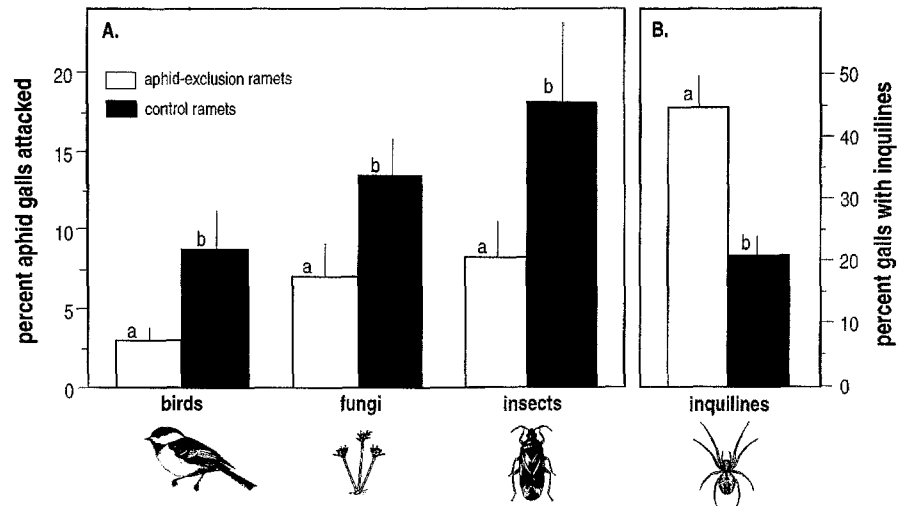 A.
aphid-exclusion ramets
control ramets
percent aphid galls attacked
20
15
10
5
0
a
b
a
b
a
b
birds
fungi
insects
B.
a
b
50
40
30
20
10
0
percent galls with inquilines
inquilines